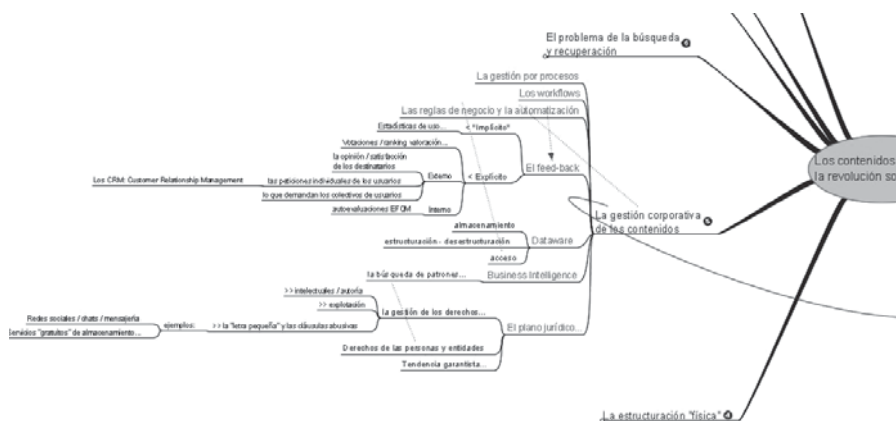 El problema de la búsqueda
y recuperación
La gestión por procesos
Los workflows
Las reglas de negocio y la automatización
Estadísticas de uso...
< "Implícito"
Votaciones / ranking valoración...
la opinión / satisfacción
de los destinatarios
Los CRM: Customer Relationship Management
las peticiones individuales de los usuarios
Externo
< Explícito
El feed-back
lo que demandan los colectivos de usuarios
autoevaluaciones EFQM
Interno
La gestión corporativa
de los contenidos
Los contenidos
la revolución so
almacenamiento
estructuración - desestructuración
Dataware
acceso
la búsqueda de patrones...
Business Intelligence
>> intelectuales / autoría
>> explotación
la gestión de los derechos...
Redes sociales / chats / mensajería
ejemplos:
>> la "letra pequeña" y las cláusulas abusivas
El plano jurídico...
Servicios "gratuitos" de almacenamiento...
Derechos de las personas y entidades
Tendencia garantista...
La estructuración "física"